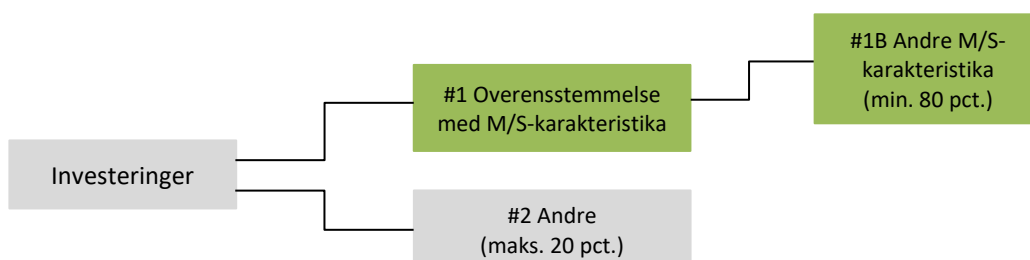 Investeringer
#1 Overensstemmelse
med M/S-karakteristika
#2 Andre
(maks. 20 pct.)
#1B Andre M/S-
karakteristika
(min. 80 pct.)